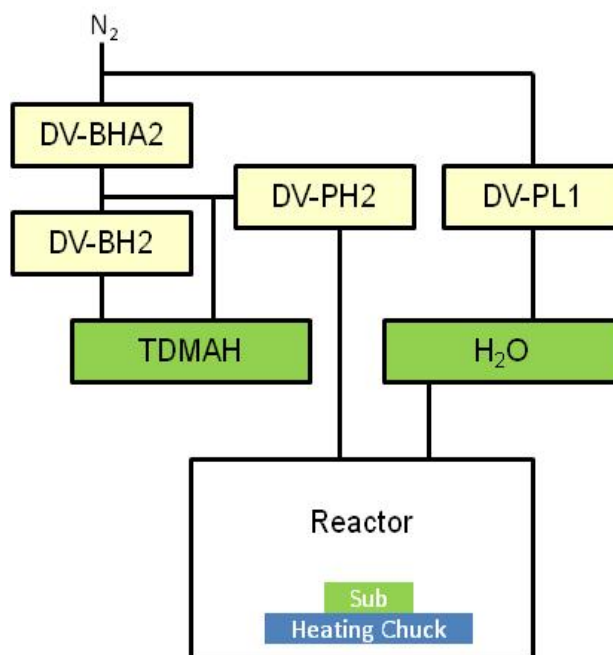 N₂
DV-BHA2
DV-PH2
DV-PL1
DV-BH2
TDMAH
H₂O
Reactor
Sub
Heating Chuck